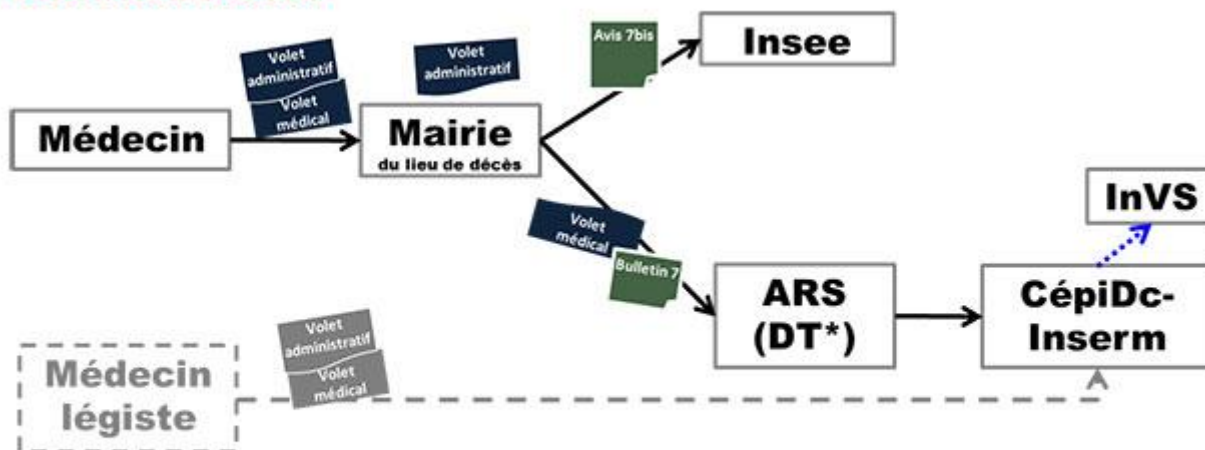 Volet
administratif
Volet
médical
Volet
administratif
Avis 7bis
Insee
Médecin
Mairie
du lieu de décès
InVS
Volet
médical
Bulletin 7
ARS
(DT*)
CépiDc-
Inserm
Volet
administratif
Volet
médical
Médecin
légiste